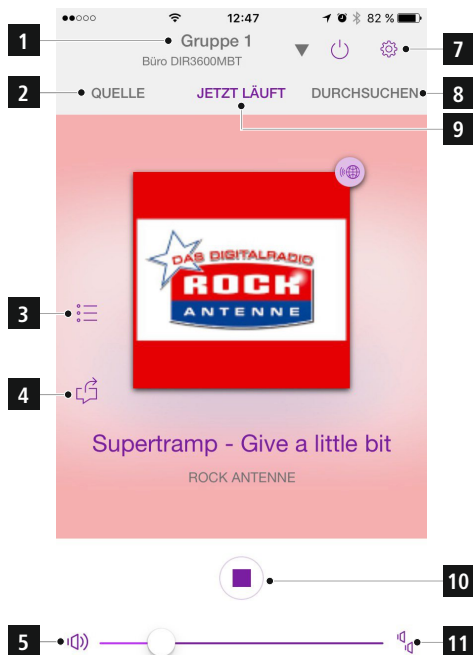 12:47
82 %
1
Gruppe 1
7
Büro DIR3600MBT
2
QUELLE
JETZT LÄUFT
DURCHSUCHEN
8
9
DAS DIGITALRADIO
ROCK
ANTENNE
3
4
Supertramp - Give a little bit
ROCK ANTENNE
10
5
11